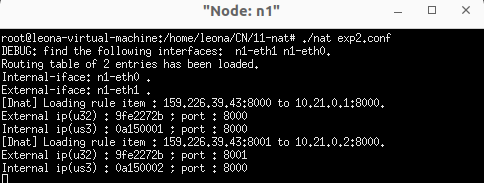 "Node: n1"
root@leona-virtual-machine:/home/leona/CN/11-nat# ./nat exp2.conf
DEBUG: find the following interfaces:  n1-eth1 n1-eth0.
Routing table of 2 entries has been loaded.
Internal-iface: n1-eth0 .
External-iface: n1-eth1 .
[Dnat] Loading rule item : 159.226.39.43:8000 to 10.21.0.1:8000.
External ip(u32) : 9fe2272b ; port : 8000
Internal ip(us3) : 0a150001 ; port : 8000
[Dnat] Loading rule item : 159.226.39.43:8001 to 10.21.0.2:8000.
External ip(u32) : 9fe2272b ; port : 8001
Internal ip(us3) : 0a150002 ; port : 8000